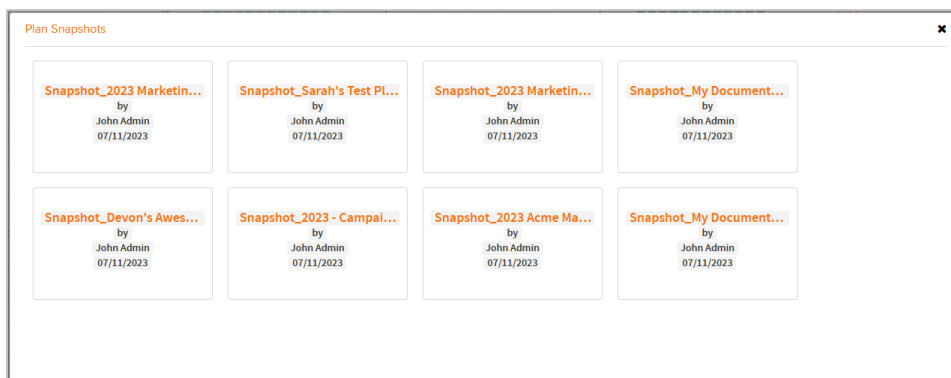 Plan Snapshots
Snapshot_2023 Marketin...
by
John Admin
07/11/2023
Snapshot_Sarah's Test Pl...
by
John Admin
07/11/2023
Snapshot_2023 Marketin...
by
John Admin
07/11/2023
Snapshot_My Document...
by
John Admin
07/11/2023
Snapshot_Devon's Awes...
by
John Admin
07/11/2023
Snapshot_2023 - Campai...
by
John Admin
07/11/2023
Snapshot_2023 Acme Ma...
by
John Admin
07/11/2023
Snapshot_My Document...
by
John Admin
07/11/2023